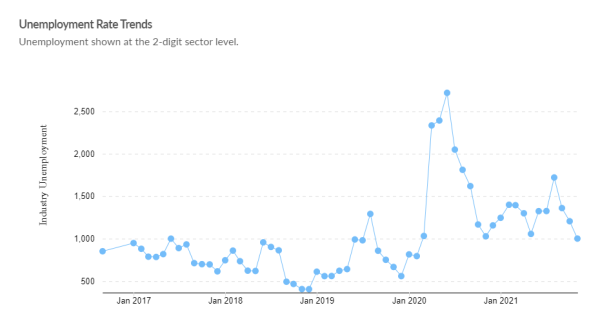 Unemployment Rate Trends
Unemployment shown at the 2-digit sector level.
Industry Unemployment
2,500
2,000
1,500
1,000
500
Jan 2017
Jan 2018
Jan 2019
Jan 2020
Jan 2021